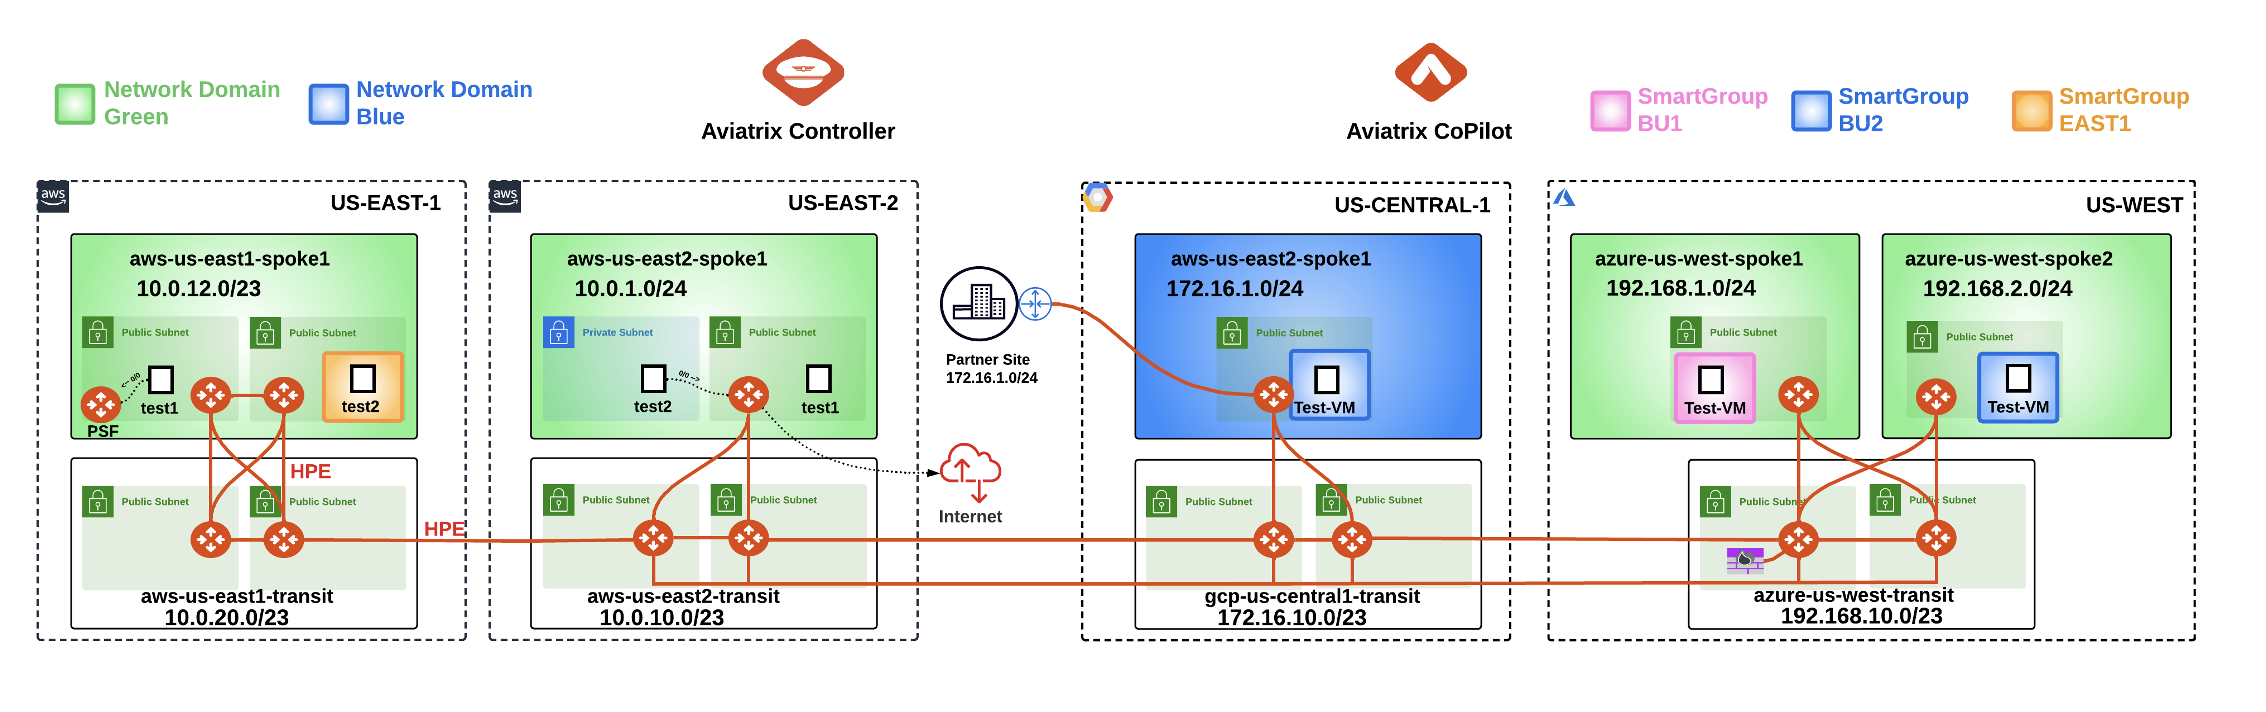 Network Domain
Green
Network Domain
Blue
Aviatrix Controller
Aviatrix CoPilot
SmartGroup
BU1
SmartGroup
BU2
SmartGroup
EAST1
aws
US-EAST-1
aws-us-east1-spoke1
10.0.12.0/23
Public Subnet
Public Subnet
<-- 0/0
test1
test2
PSF
HPE
Public Subnet
Public Subnet
aws-us-east1-transit
10.0.20.0/23
HPE
aws
US-EAST-2
aws-us-east2-spoke1
10.0.1.0/24
Private Subnet
Public Subnet
0/0 -->
test2
test1
Public Subnet
Public Subnet
aws-us-east2-transit
10.0.10.0/23
Partner Site
172.16.1.0/24
Internet
US-CENTRAL-1
aws-us-east2-spoke1
172.16.1.0/24
Public Subnet
Test-VM
Public Subnet
Public Subnet
gcp-us-central1-transit
172.16.10.0/23
US-WEST
azure-us-west-spoke1
192.168.1.0/24
Public Subnet
Test-VM
azure-us-west-spoke2
192.168.2.0/24
Public Subnet
Test-VM
Public Subnet
Public Subnet
azure-us-west-transit
192.168.10.0/23